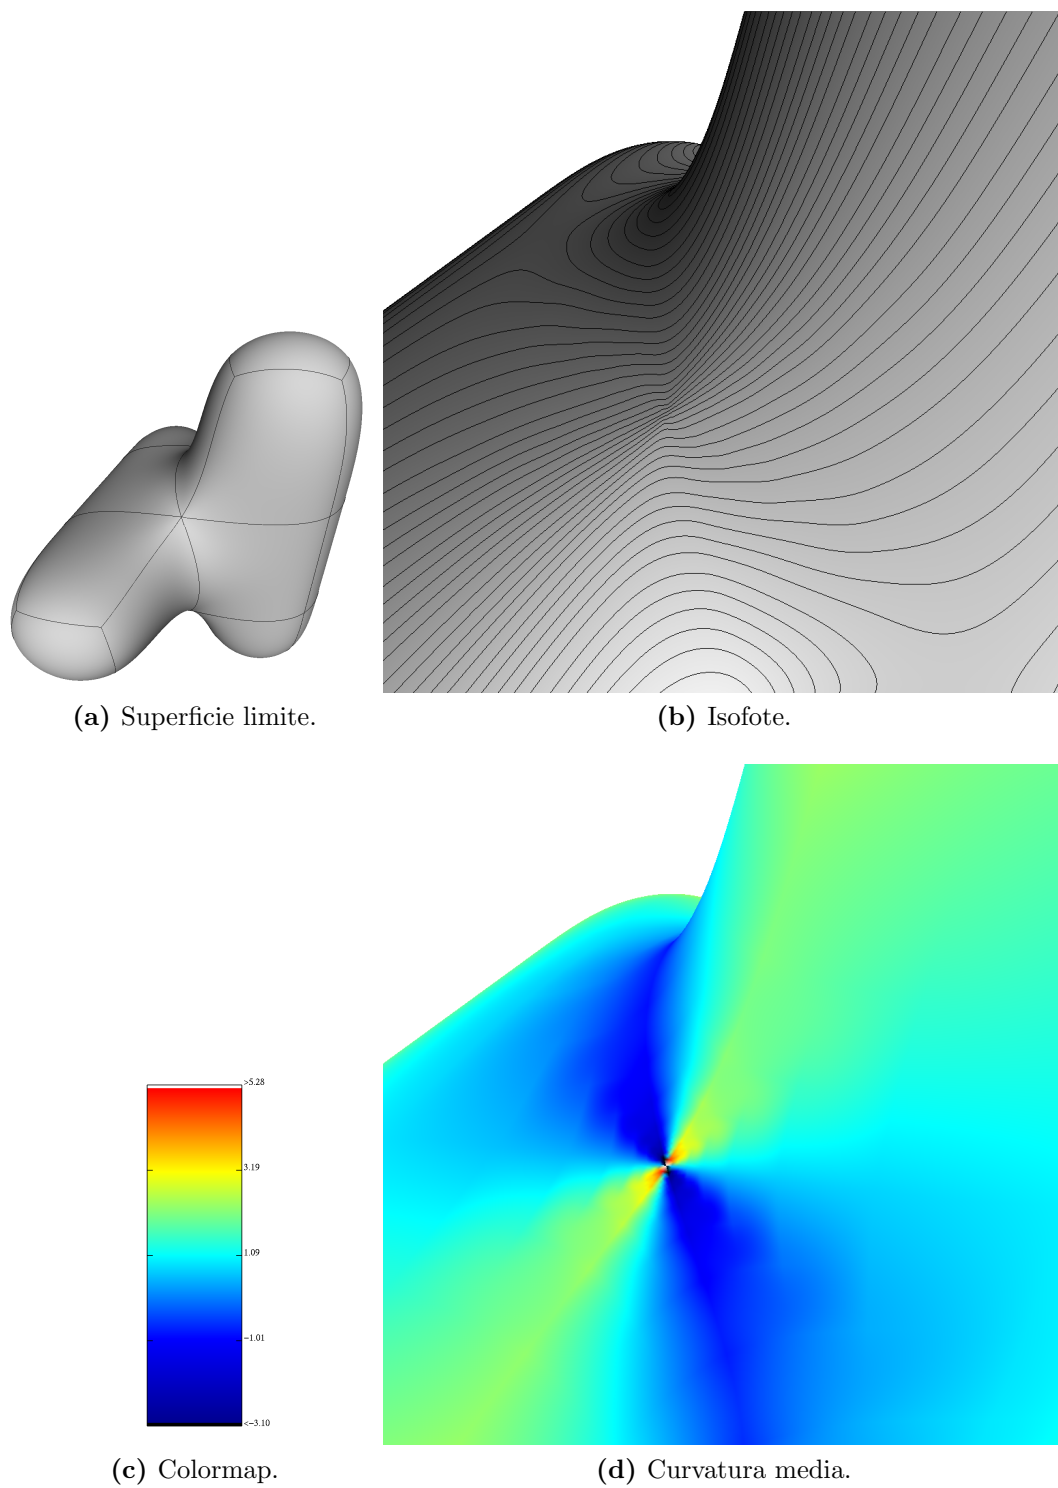 (a) Superficie limite.
(b) Isofote.
>5.28
3.19
1.09
−1.01
<−3.10
(c) Colormap.
(d) Curvatura media.